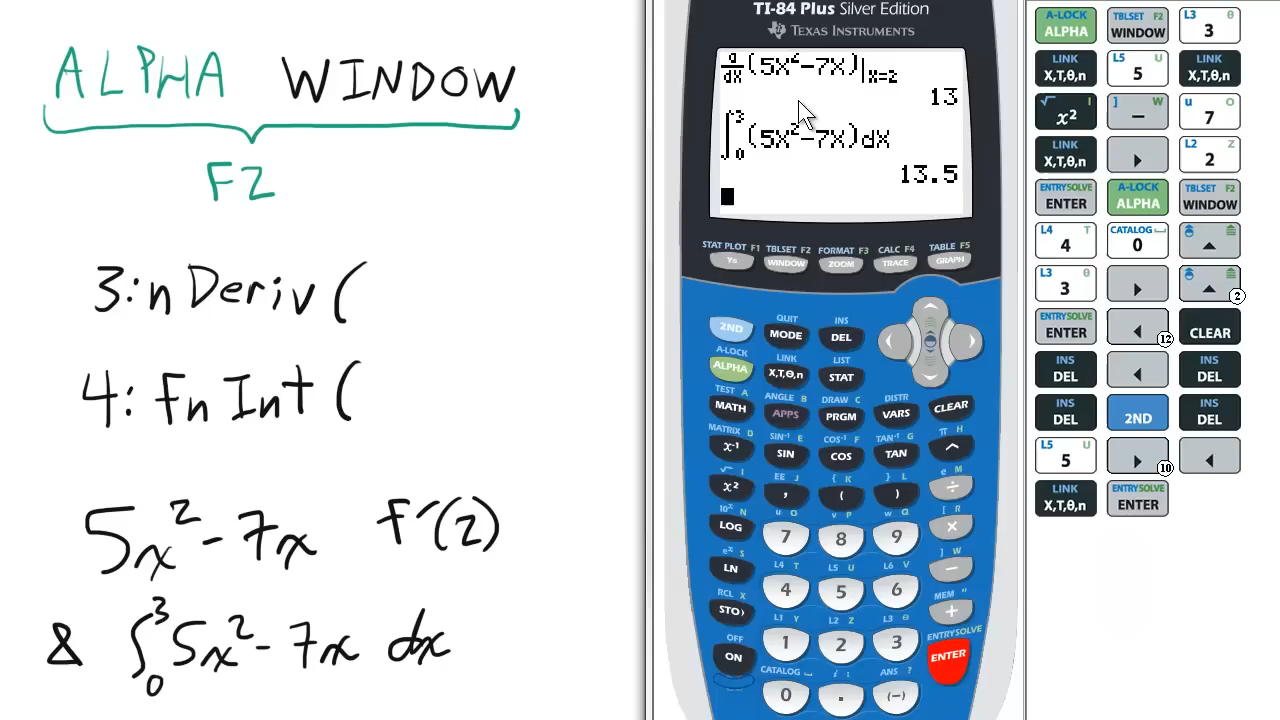 ALPHA WINDOW
F2
3: nDeriv(
4: fnInt(
5x² - 7x f'(2)
& ∫₀³ 5x² - 7x dx
TI-84 Plus Silver Edition
TEXAS INSTRUMENTS
d/dX(5X²-7X)|X=2
13
∫₀³(5X²-7X)dX
13.5
STAT PLOT F1 TBLSET F2 FORMAT F3 CALC F4 TABLE F5
Y= WINDOW ZOOM TRACE GRAPH
QUIT INS
2ND MODE DEL
A-LOCK LINK LIST
ALPHA X,T,θ,n STAT
TEST A ANGLE B DRAW C DISTR
MATH APPS PRGM VARS CLEAR
MATRIX D SIN⁻¹ E COS⁻¹ F TAN⁻¹ G π H
x⁻¹ SIN COS TAN ^
√ I EE J { K } L e M
x² , ( ) ÷
10ˣ N u O v P w Q [ R
LOG 7 8 9 ×
eˣ S L4 T L5 U L6 V ] W
LN 4 5 6 −
RCL X L1 Y L2 Z L3 θ MEM "
STO› 1 2 3 +
OFF CATALOG ⎵ i : ANS ? ENTRY SOLVE
ON 0 . (−) ENTER
A-LOCK TBLSET F2 L3 θ
ALPHA WINDOW 3
LINK L5 U LINK
X,T,θ,n 5 X,T,θ,n
√ I ] W u O
x² − 7
LINK L2 Z
X,T,θ,n 2
ENTRY SOLVE A-LOCK TBLSET F2
ENTER ALPHA WINDOW
L4 T CATALOG ⎵
4 0
L3 θ
3 2
ENTRY SOLVE
ENTER 12 CLEAR
INS INS
DEL DEL
INS INS
DEL 2ND DEL
L5 U
5 10
LINK ENTRY SOLVE
X,T,θ,n ENTER